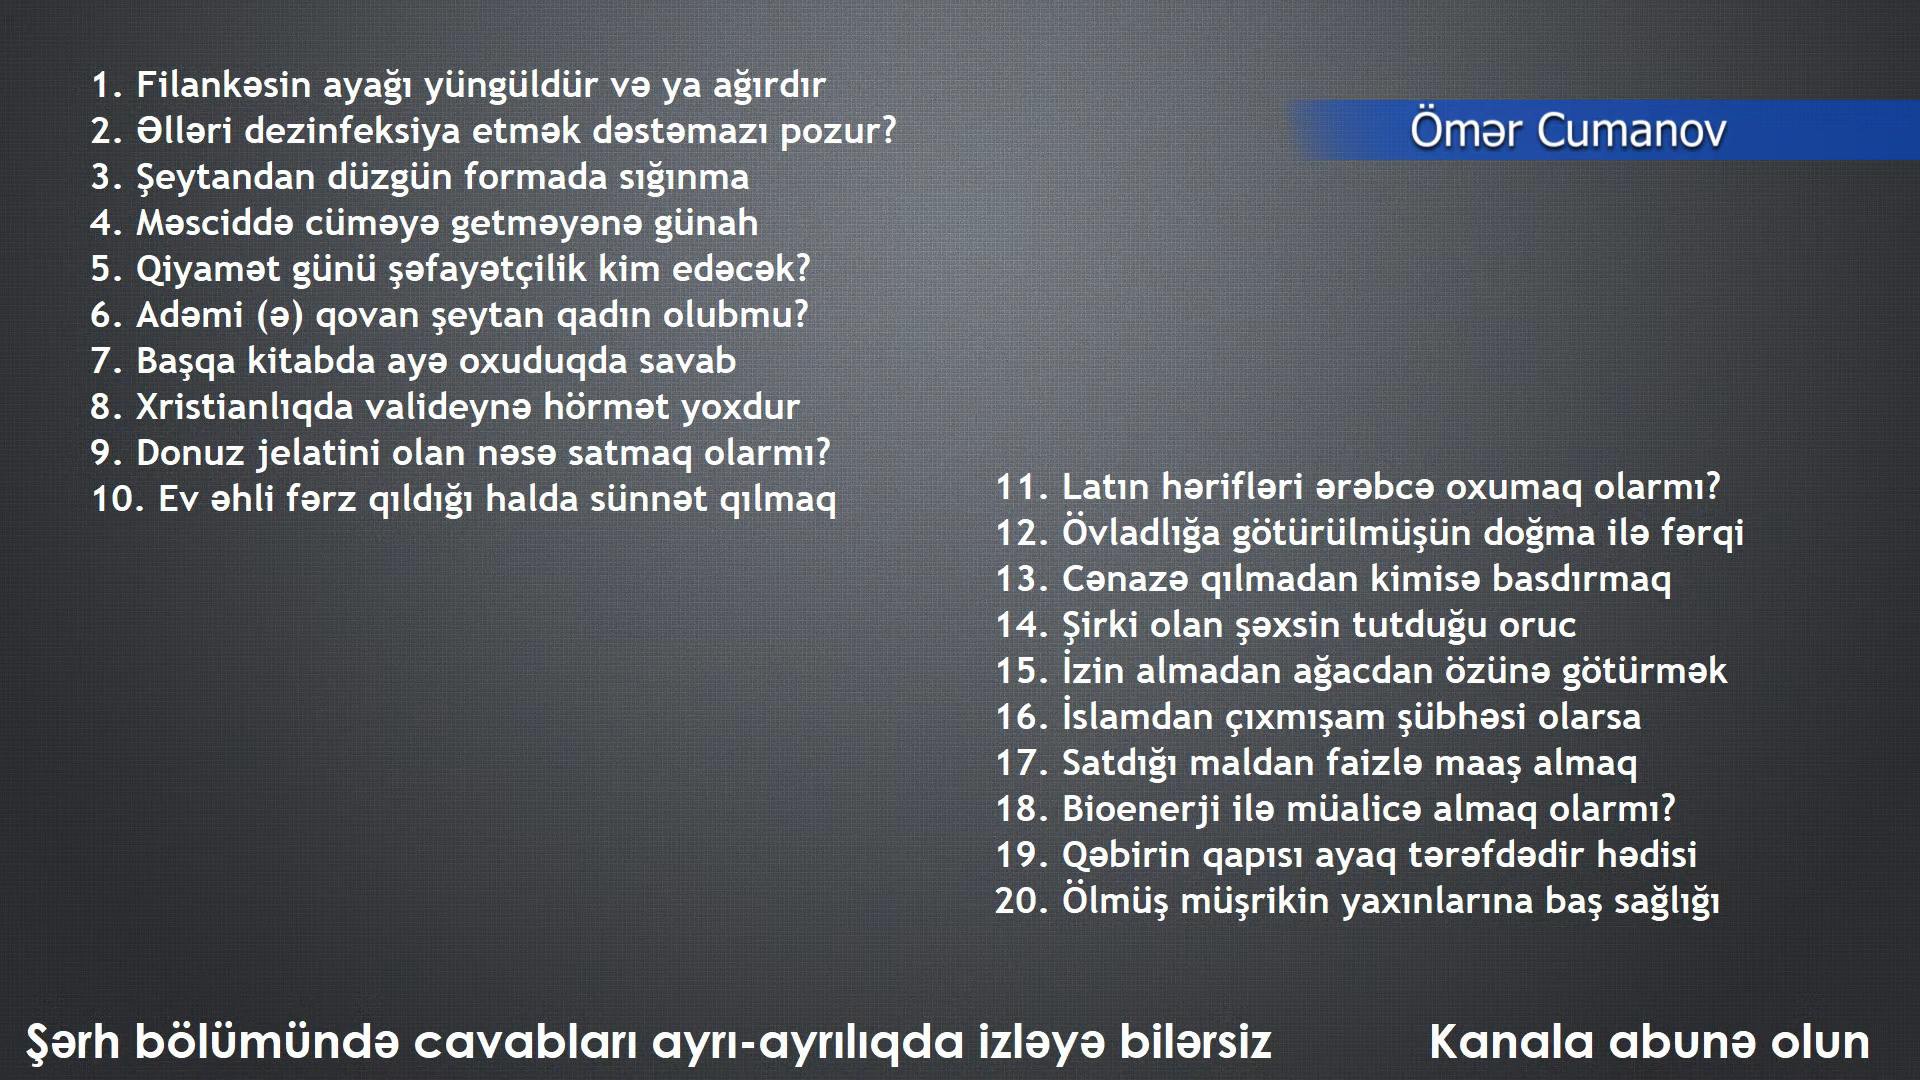 1. Filankəsin ayağı yüngüldür və ya ağırdır
2. Əlləri dezinfeksiya etmək dəstəmazı pozur?
3. Şeytandan düzgün formada sığınma
4. Məsciddə cüməyə getməyənə günah
5. Qiyamət günü şəfayətçilik kim edəcək?
6. Adəmi (ə) qovan şeytan qadın olubmu?
7. Başqa kitabda ayə oxuduqda savab
8. Xristianlıqda valideynə hörmət yoxdur
9. Donuz jelatini olan nəsə satmaq olarmı?
10. Ev əhli fərz qıldığı halda sünnət qılmaq
Ömər Cumanov
11. Latın hərifləri ərəbcə oxumaq olarmı?
12. Övladlığa götürülmüşün doğma ilə fərqi
13. Cənazə qılmadan kimisə basdırmaq
14. Şirki olan şəxsin tutduğu oruc
15. İzin almadan ağacdan özünə götürmək
16. İslamdan çıxmışam şübhəsi olarsa
17. Satdığı maldan faizlə maaş almaq
18. Bioenerji ilə müalicə almaq olarmı?
19. Qəbirin qapısı ayaq tərəfdədir hədisi
20. Ölmüş müşrikin yaxınlarına baş sağlığı
Şərh bölümündə cavabları ayrı-ayrılıqda izləyə bilərsiz
Kanala abunə olun